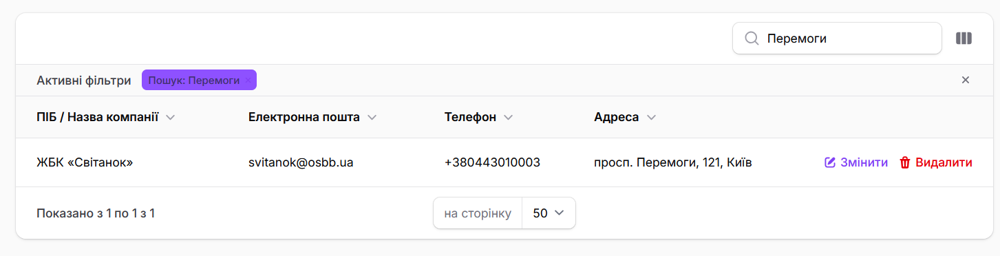 Перемоги
Активні фільтри Пошук: Перемоги ×
ПІБ / Назва компанії Електронна пошта Телефон Адреса
ЖБК «Світанок» svitanok@osbb.ua +380443010003 просп. Перемоги, 121, Київ Змінити Видалити
Показано з 1 по 1 з 1 на сторінку 50